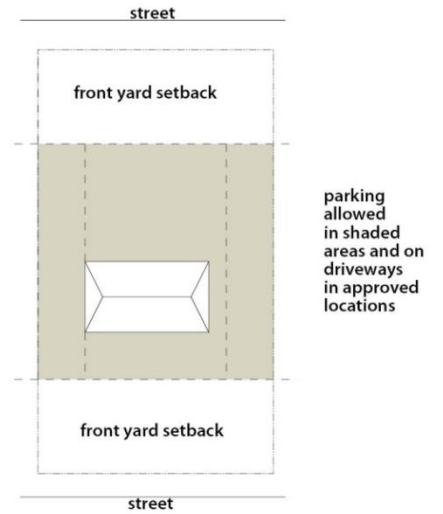 street
front yard setback
parking
allowed
in shaded
areas and on
driveways
in approved
locations
front yard setback
street